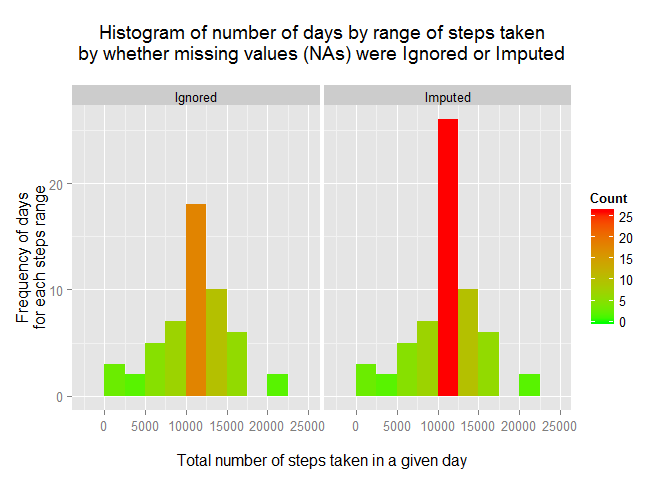 Histogram of number of days by range of steps taken
by whether missing values (NAs) were Ignored or Imputed
Ignored
Imputed
Frequency of days
for each steps range
20
10
0
0
5000
10000
15000
20000
25000
0
5000
10000
15000
20000
25000
Total number of steps taken in a given day
Count
25
20
15
10
5
0